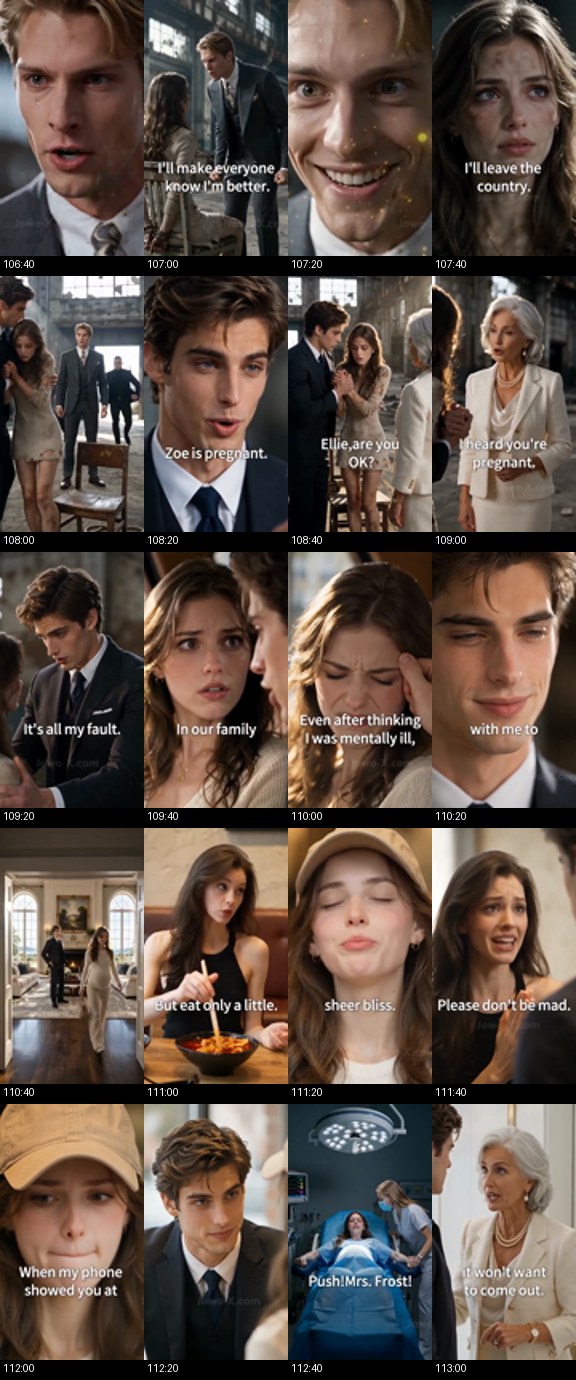 I'll make everyone
know I'm better.
I'll leave the
country.
106:40
107:00
107:20
107:40
Zoe is pregnant.
Ellie,are you
OK?
I heard you're
pregnant.
108:00
108:20
108:40
109:00
It's all my fault.
In our family
Even after thinking
I was mentally ill,
with me to
109:20
109:40
110:00
110:20
But eat only a little.
sheer bliss.
Please don't be mad.
110:40
111:00
111:20
111:40
When my phone
showed you at
Push!Mrs. Frost!
it won't want
to come out.
112:00
112:20
112:40
113:00